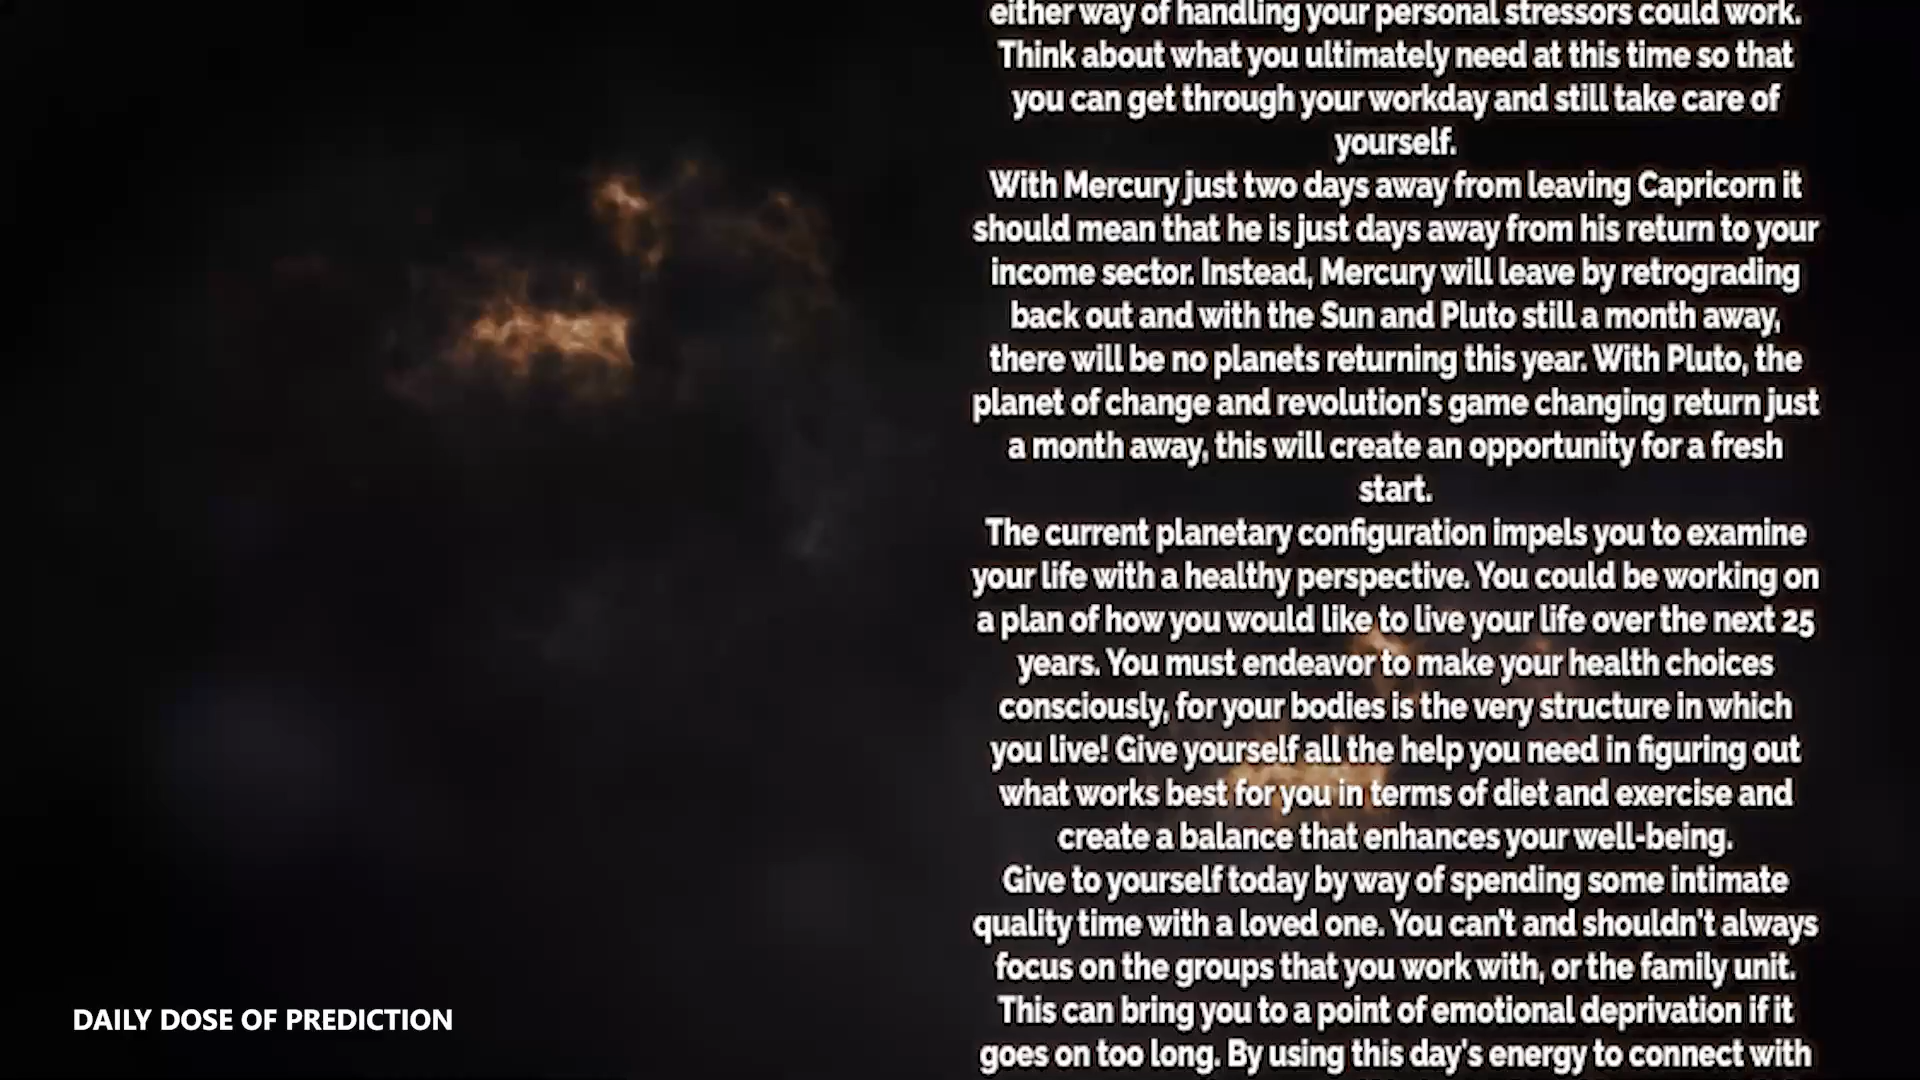 either way of handling your personal stressors could work.
Think about what you ultimately need at this time so that
you can get through your workday and still take care of
yourself.
With Mercury just two days away from leaving Capricorn it
should mean that he is just days away from his return to your
income sector. Instead, Mercury will leave by retrograding
back out and with the Sun and Pluto still a month away,
there will be no planets returning this year. With Pluto, the
planet of change and revolution's game changing return just
a month away, this will create an opportunity for a fresh
start.
The current planetary configuration impels you to examine
your life with a healthy perspective. You could be working on
a plan of how you would like to live your life over the next 25
years. You must endeavor to make your health choices
consciously, for your bodies is the very structure in which
you live! Give yourself all the help you need in figuring out
what works best for you in terms of diet and exercise and
create a balance that enhances your well-being.
Give to yourself today by way of spending some intimate
quality time with a loved one. You can't and shouldn't always
focus on the groups that you work with, or the family unit.
This can bring you to a point of emotional deprivation if it
goes on too long. By using this day's energy to connect with
DAILY DOSE OF PREDICTION